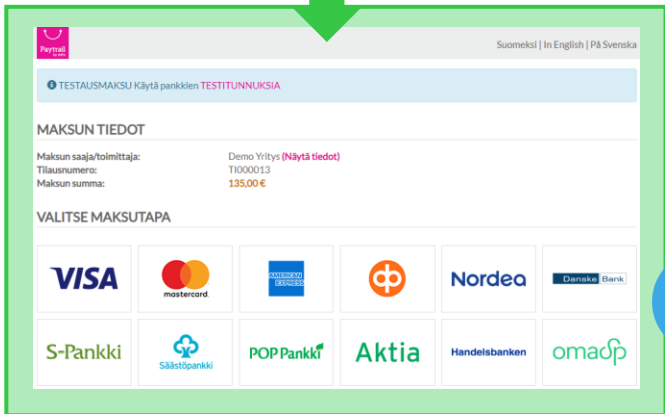 Paytrail
Suomeksi | In English | På Svenska
TESTAUSMAKSU Käytä pankkien TESTITUNNUKSIA
MAKSUN TIEDOT
Maksun saaja/toimittaja: Demo Yritys (Näytä tiedot)
Tilausnumero: TI000013
Maksun summa: 135,00 €
VALITSE MAKSUTAPA
VISA mastercard. AMERICAN EXPRESS Nordea Danske Bank
S-Pankki Säästöpankki POP Pankki Aktia Handelsbanken omasp